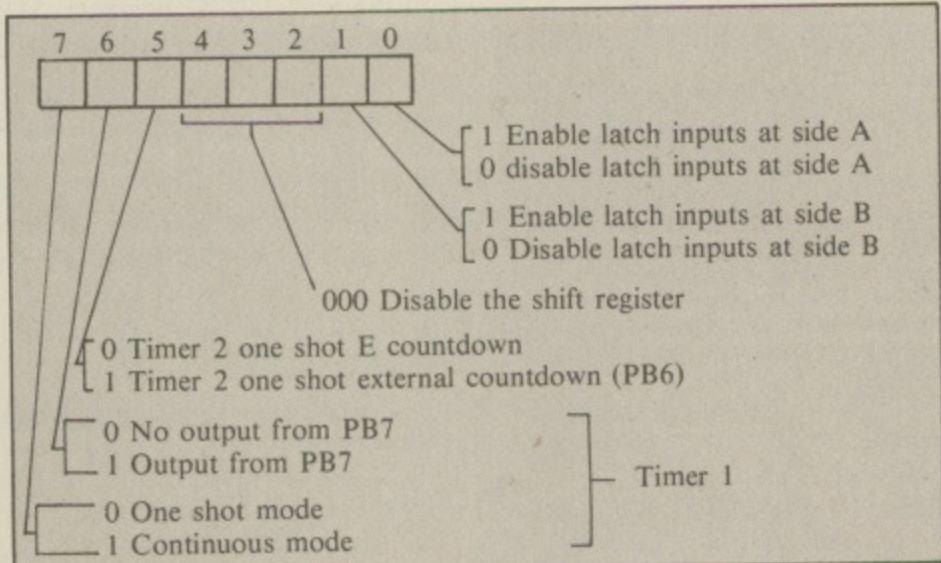 7 6 5 4 3 2 1 0
1 Enable latch inputs at side A
0 disable latch inputs at side A
1 Enable latch inputs at side B
0 Disable latch inputs at side B
000 Disable the shift register
0 Timer 2 one shot E countdown
1 Timer 2 one shot external countdown (PB6)
0 No output from PB7
1 Output from PB7
Timer 1
0 One shot mode
1 Continuous mode